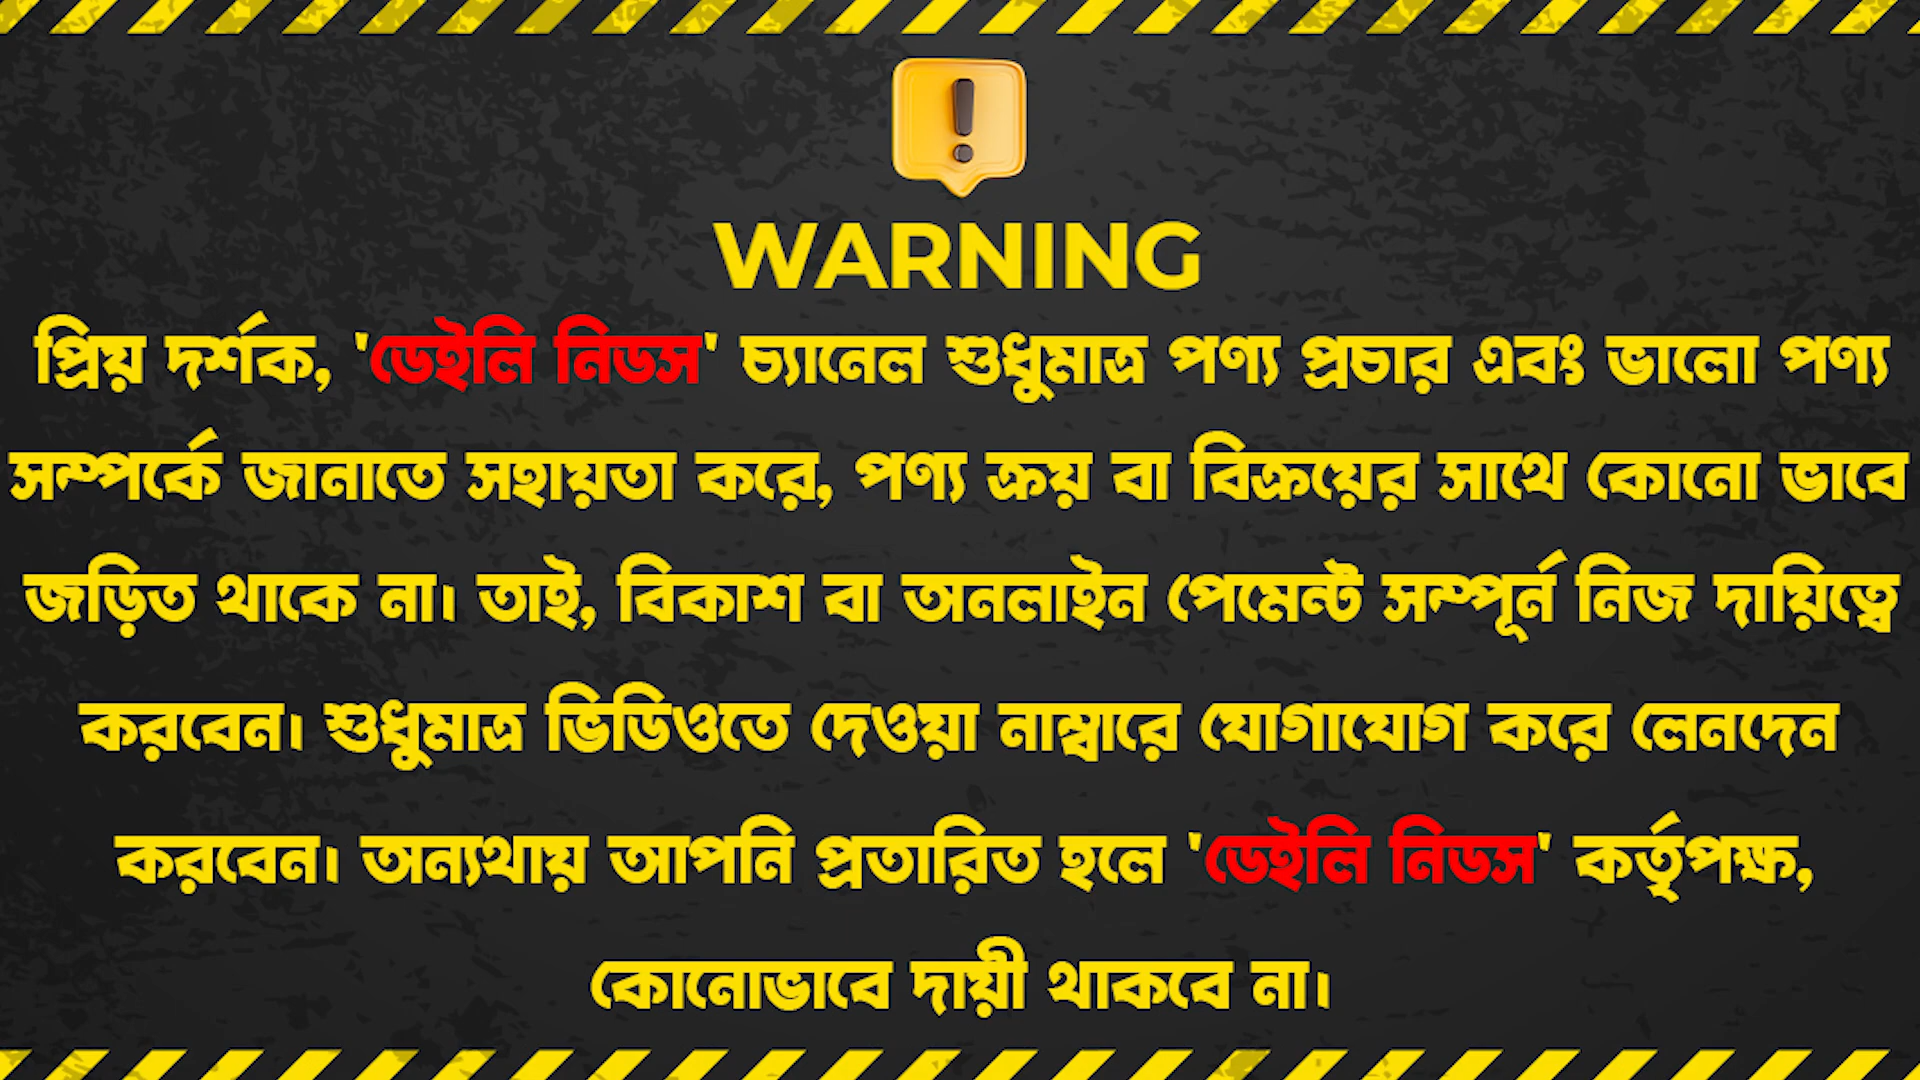 WARNING
প্রিয় দর্শক, 'ডেইলি নিডস' চ্যানেল শুধুমাত্র পণ্য প্রচার এবং ভালো পণ্য
সম্পর্কে জানাতে সহায়তা করে, পণ্য ক্রয় বা বিক্রয়ের সাথে কোনো ভাবে
জড়িত থাকে না। তাই, বিকাশ বা অনলাইন পেমেন্ট সম্পূর্ন নিজ দায়িত্বে
করবেন। শুধুমাত্র ভিডিওতে দেওয়া নাম্বারে যোগাযোগ করে লেনদেন
করবেন। অন্যথায় আপনি প্রতারিত হলে 'ডেইলি নিডস' কর্তৃপক্ষ,
কোনোভাবে দায়ী থাকবে না।